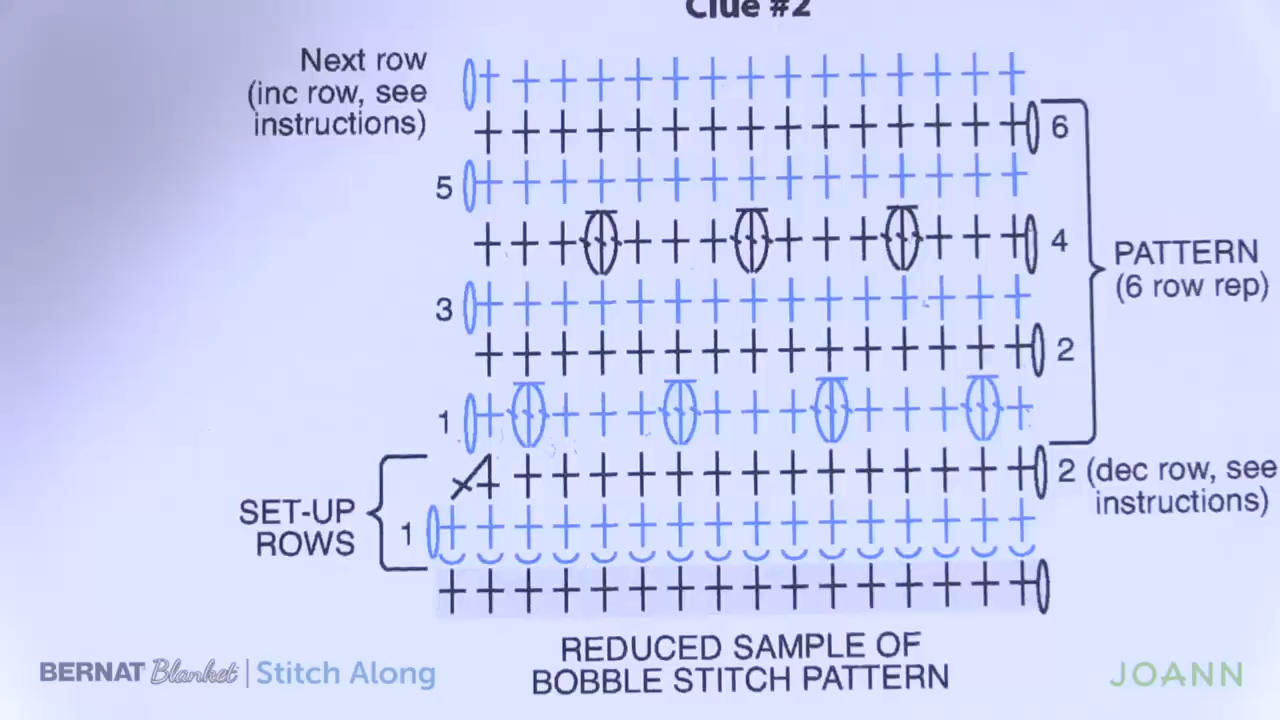 Clue #2
Next row
(inc row, see
instructions)
6
5
4
PATTERN
(6 row rep)
3
2
1
2 (dec row, see
instructions)
SET-UP
ROWS
1
REDUCED SAMPLE OF
BOBBLE STITCH PATTERN
BERNAT Blanket | Stitch Along
JOANN